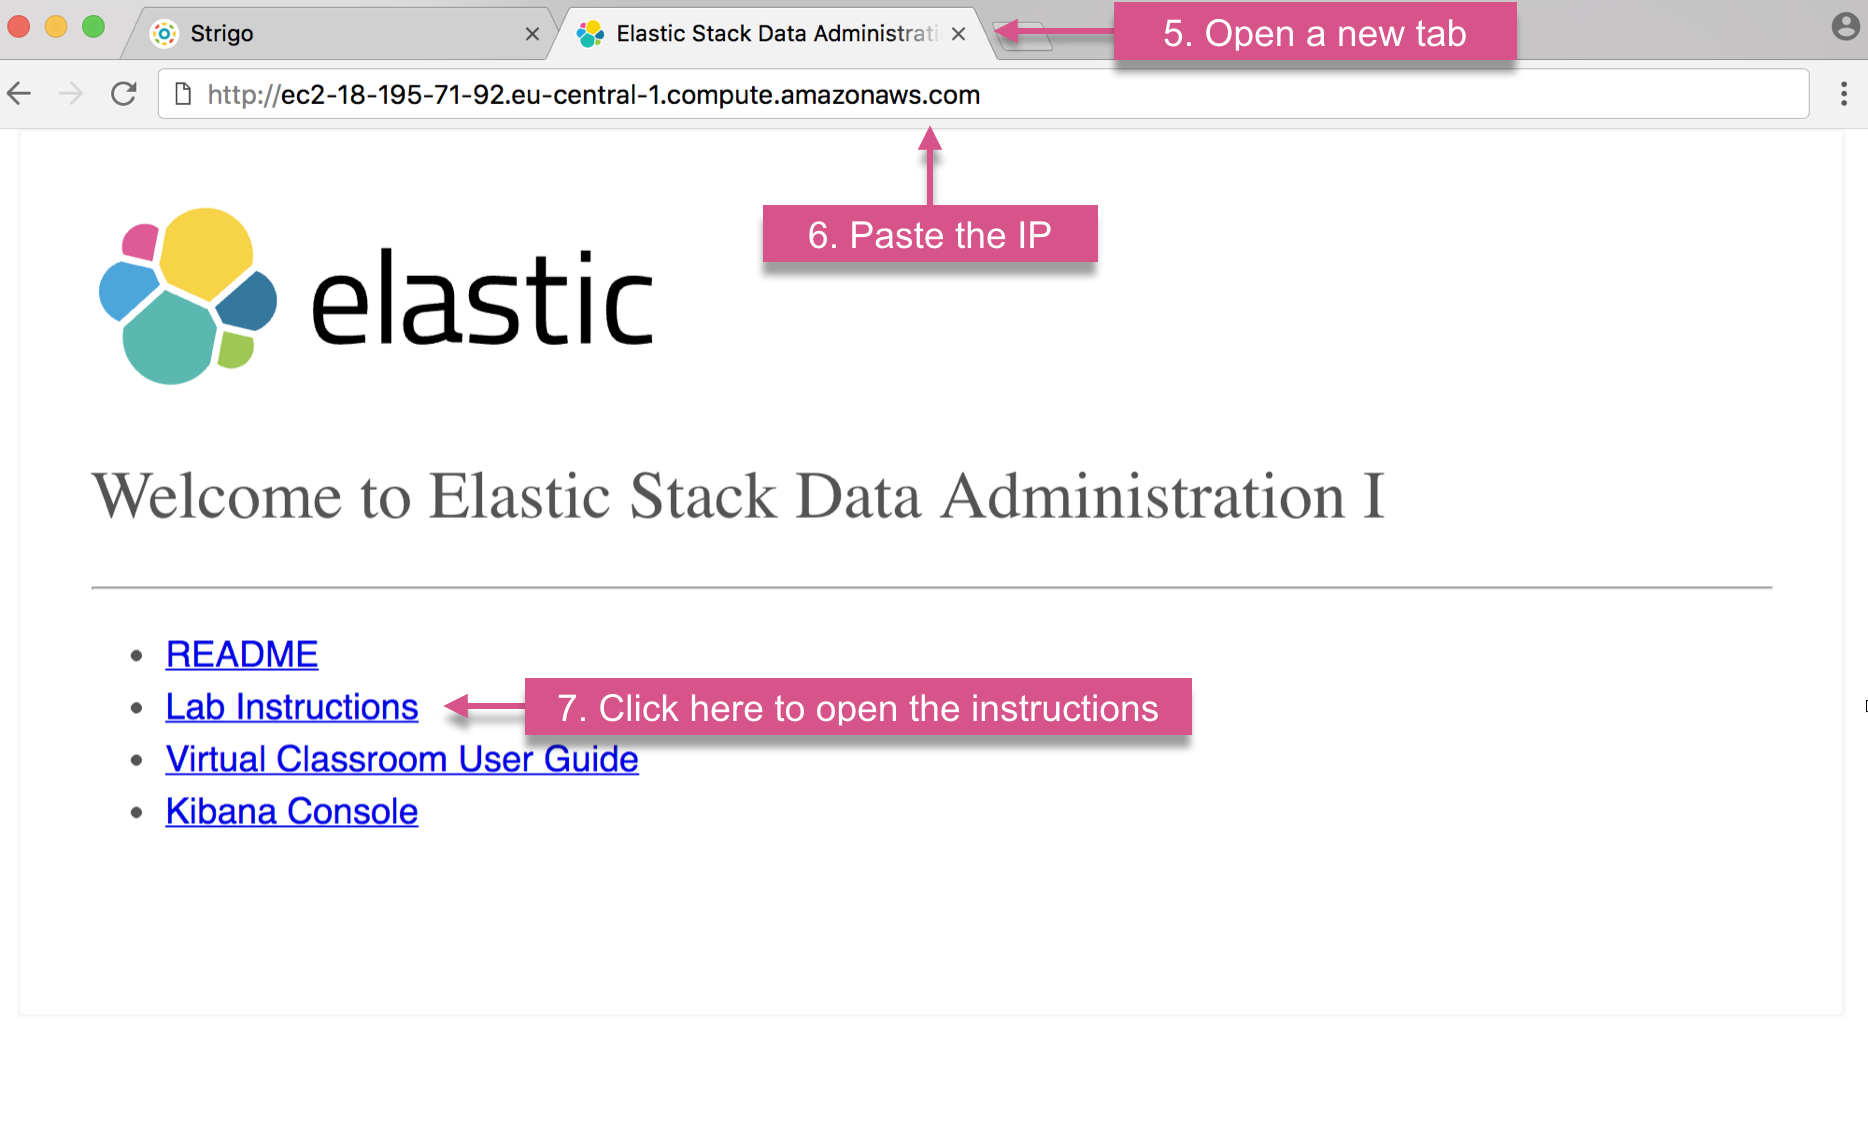 Strigo
Elastic Stack Data Administrati
5. Open a new tab
http://ec2-18-195-71-92.eu-central-1.compute.amazonaws.com
6. Paste the IP
elastic
Welcome to Elastic Stack Data Administration I
README
Lab Instructions
7. Click here to open the instructions
Virtual Classroom User Guide
Kibana Console